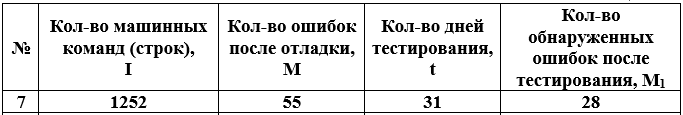 №
Кол-во машинных
команд (строк),
I
Кол-во ошибок
после отладки,
M
Кол-во дней
тестирования,
t
Кол-во
обнаруженных
ошибок после
тестирования, M1
7 1252 55 31 28